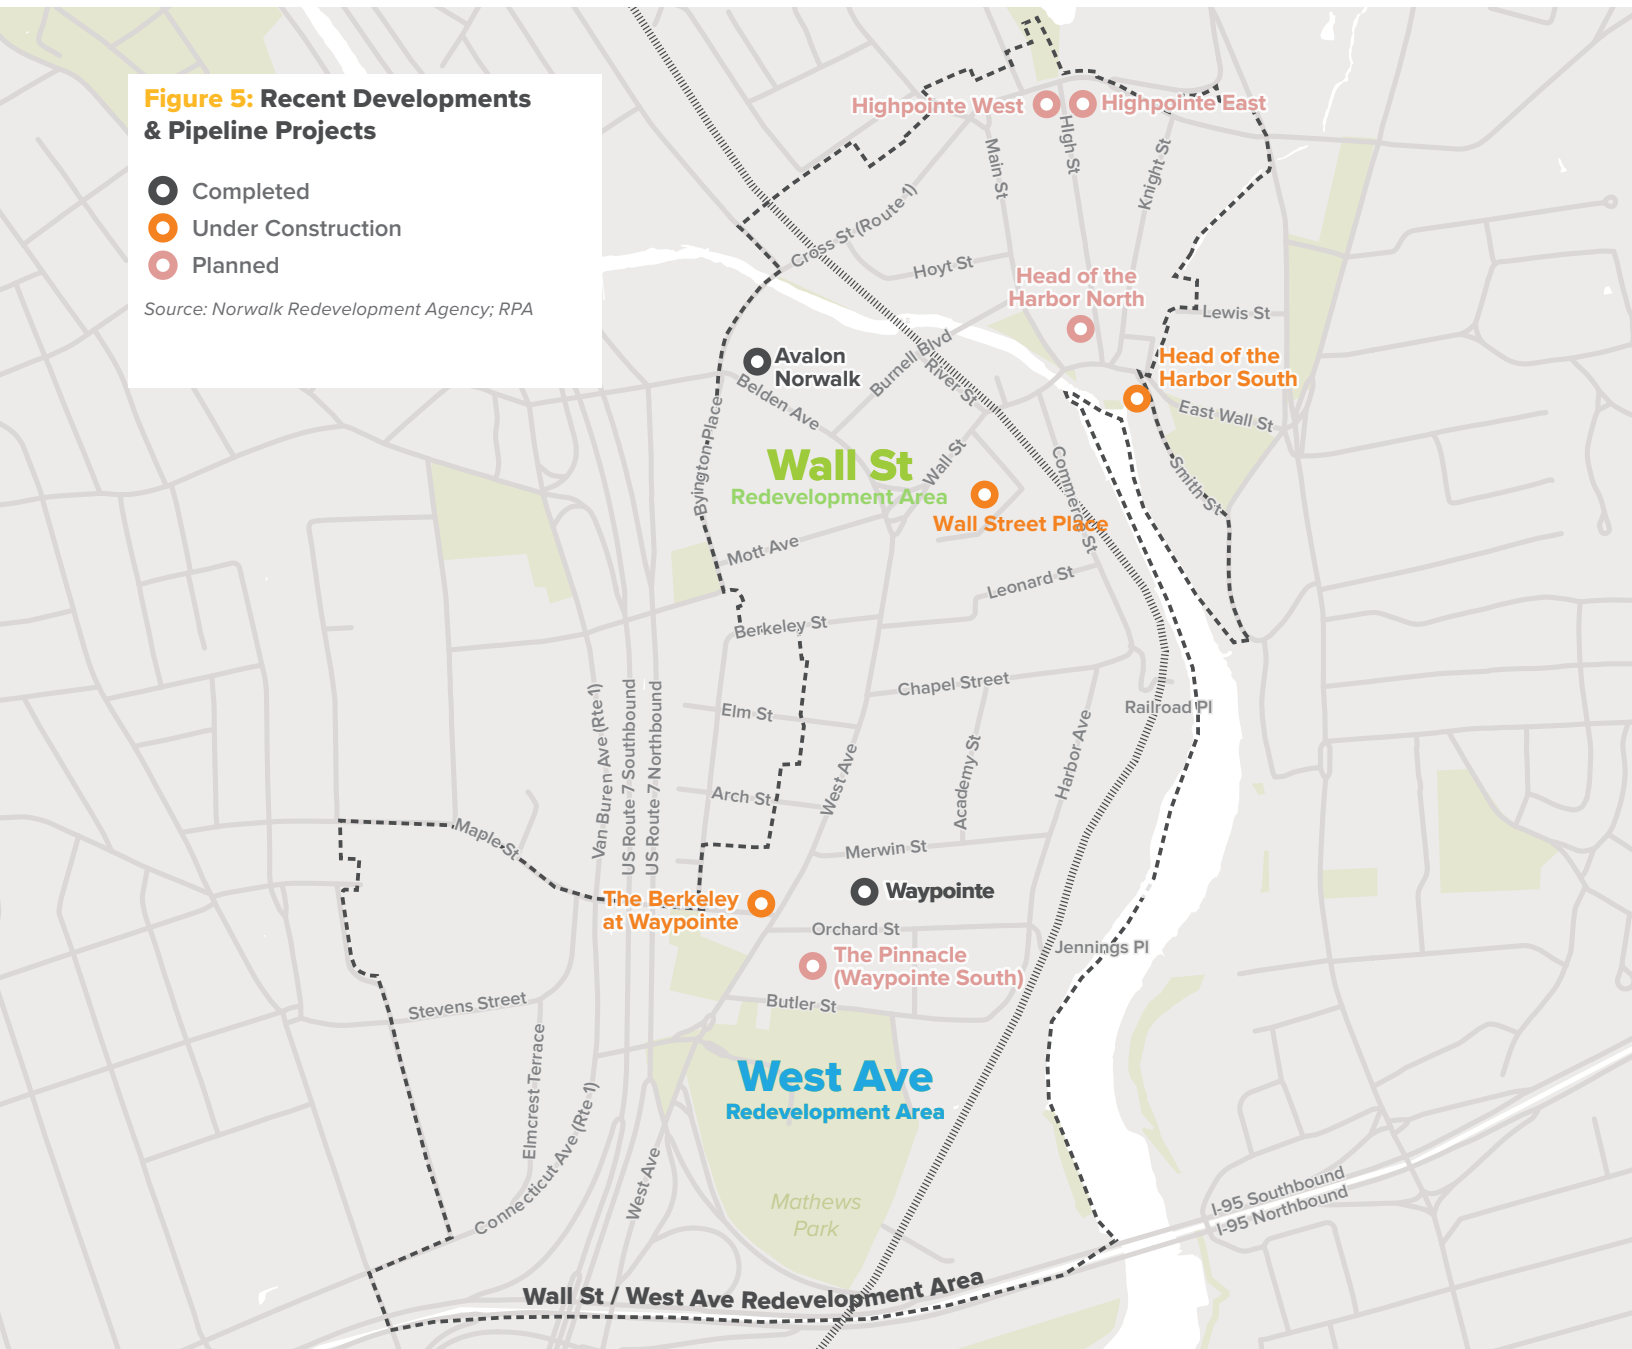 Figure 5: Recent Developments
& Pipeline Projects
Completed
Under Construction
Planned
Source: Norwalk Redevelopment Agency; RPA
Highpointe West
Highpointe East
Main St
HIgh St
Knight St
Cross St (Route 1)
Hoyt St
Head of the
Harbor North
Lewis St
Burnell Blvd
River St
Avalon
Norwalk
Head of the
Harbor South
Belden Ave
East Wall St
Byington Place
Wall St
Redevelopment Area
Wall St
Commerce St
Smith St
Wall Street Place
Mott Ave
Leonard St
Berkeley St
Chapel Street
Elm St
Railroad Pl
Van Buren Ave (Rte 1)
US Route 7 Southbound
US Route 7 Northbound
West Ave
Academy St
Harbor Ave
Arch St
Maple St
Merwin St
The Berkeley
at Waypointe
Waypointe
Orchard St
Jennings Pl
The Pinnacle
(Waypointe South)
Stevens Street
Butler St
Elmcrest Terrace
West Ave
Redevelopment Area
Connecticut Ave (Rte 1)
West Ave
Mathews
Park
I-95 Southbound
I-95 Northbound
Wall St / West Ave Redevelopment Area